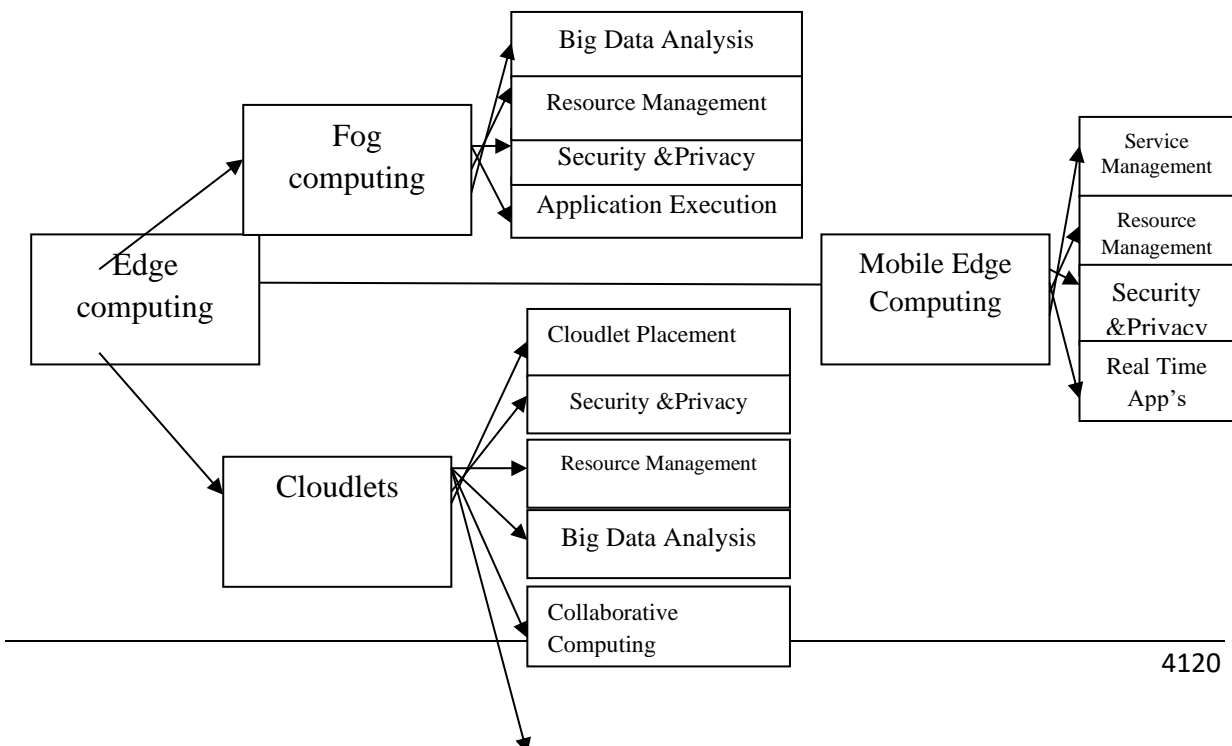 Big Data Analysis
Resource Management
Security &Privacy
Application Execution
Fog
computing
Edge
computing
Mobile Edge
Computing
Service
Management
Resource
Management
Security
&Privacy
Real Time
App's
Cloudlets
Cloudlet Placement
Security &Privacy
Resource Management
Big Data Analysis
Collaborative
Computing
4120